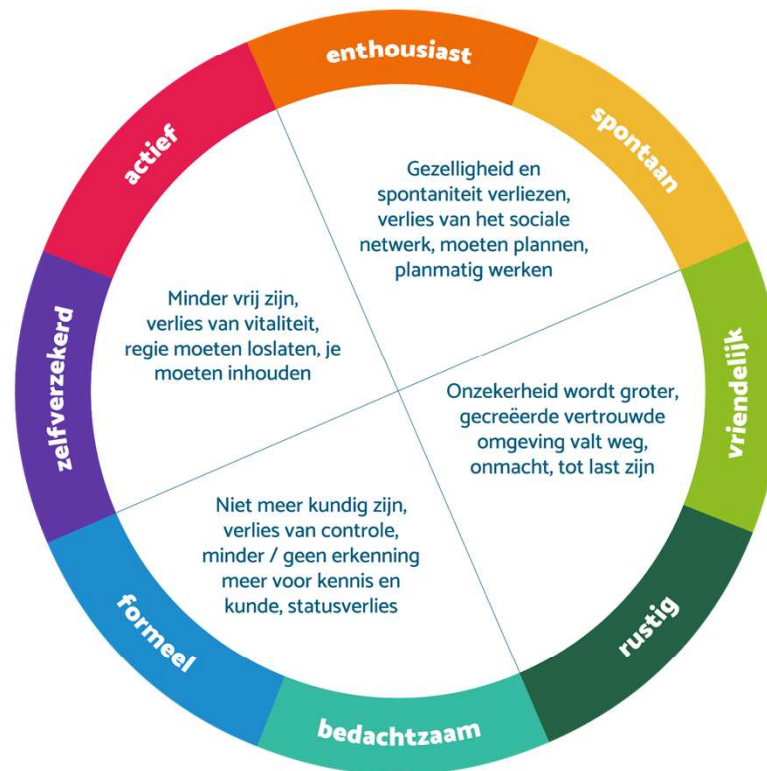 enthousiast
spontaan
vriendelijk
rustig
bedachtzaam
formeel
zelfverzekerd
actief
Gezelligheid en
spontaniteit verliezen,
verlies van het sociale
netwerk, moeten plannen,
planmatig werken
Minder vrij zijn,
verlies van vitaliteit,
regie moeten loslaten, je
moeten inhouden
Onzekerheid wordt groter,
gecreëerde vertrouwde
omgeving valt weg,
onmacht, tot last zijn
Niet meer kundig zijn,
verlies van controle,
minder / geen erkenning
meer voor kennis en
kunde, statusverlies